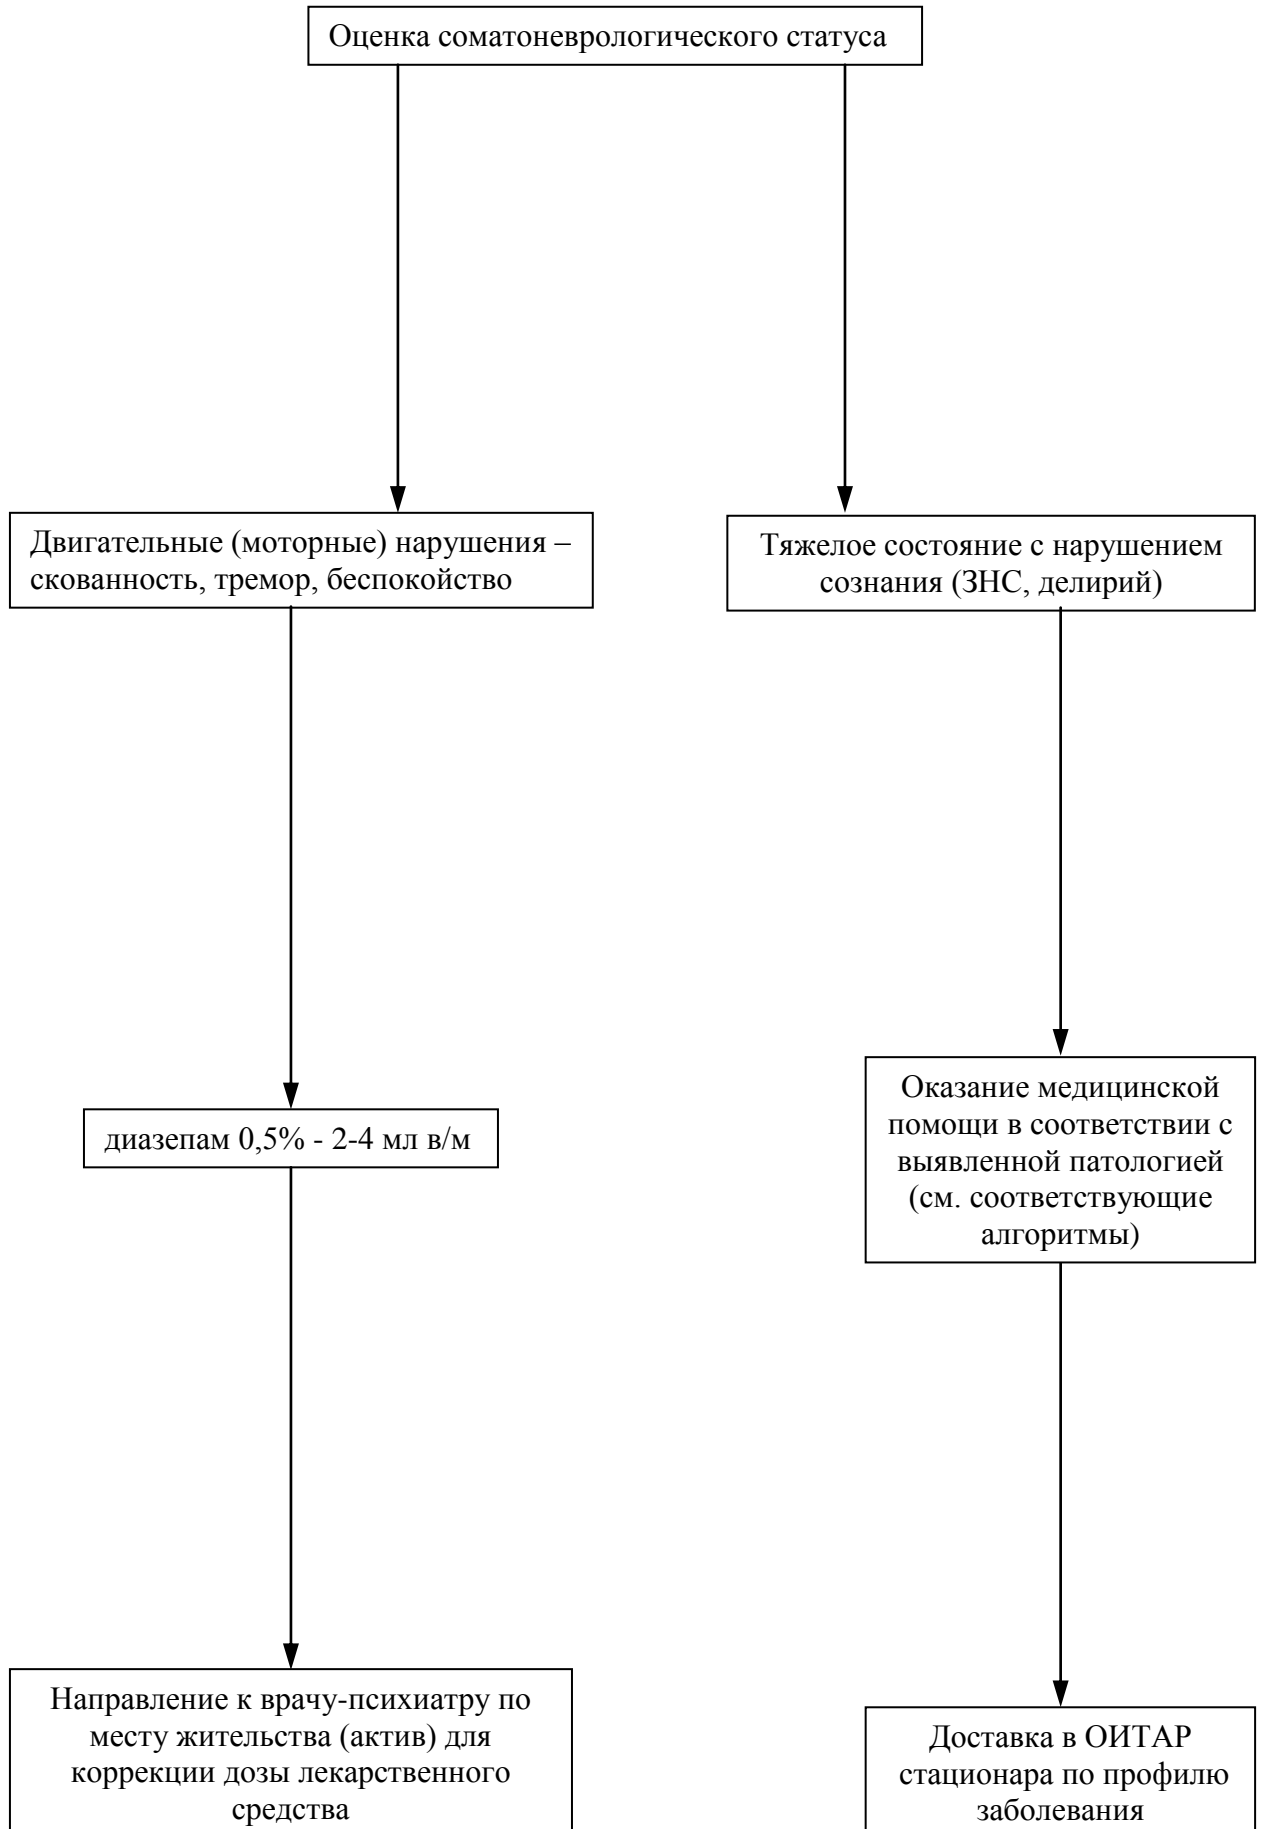 Оценка соматоневрологического статуса
Двигательные (моторные) нарушения –
скованность, тремор, беспокойство
Тяжелое состояние с нарушением
сознания (ЗНС, делирий)
диазепам 0,5% - 2-4 мл в/м
Оказание медицинской
помощи в соответствии с
выявленной патологией
(см. соответствующие
алгоритмы)
Направление к врачу-психиатру по
месту жительства (актив) для
коррекции дозы лекарственного
средства
Доставка в ОИТАР
стационара по профилю
заболевания